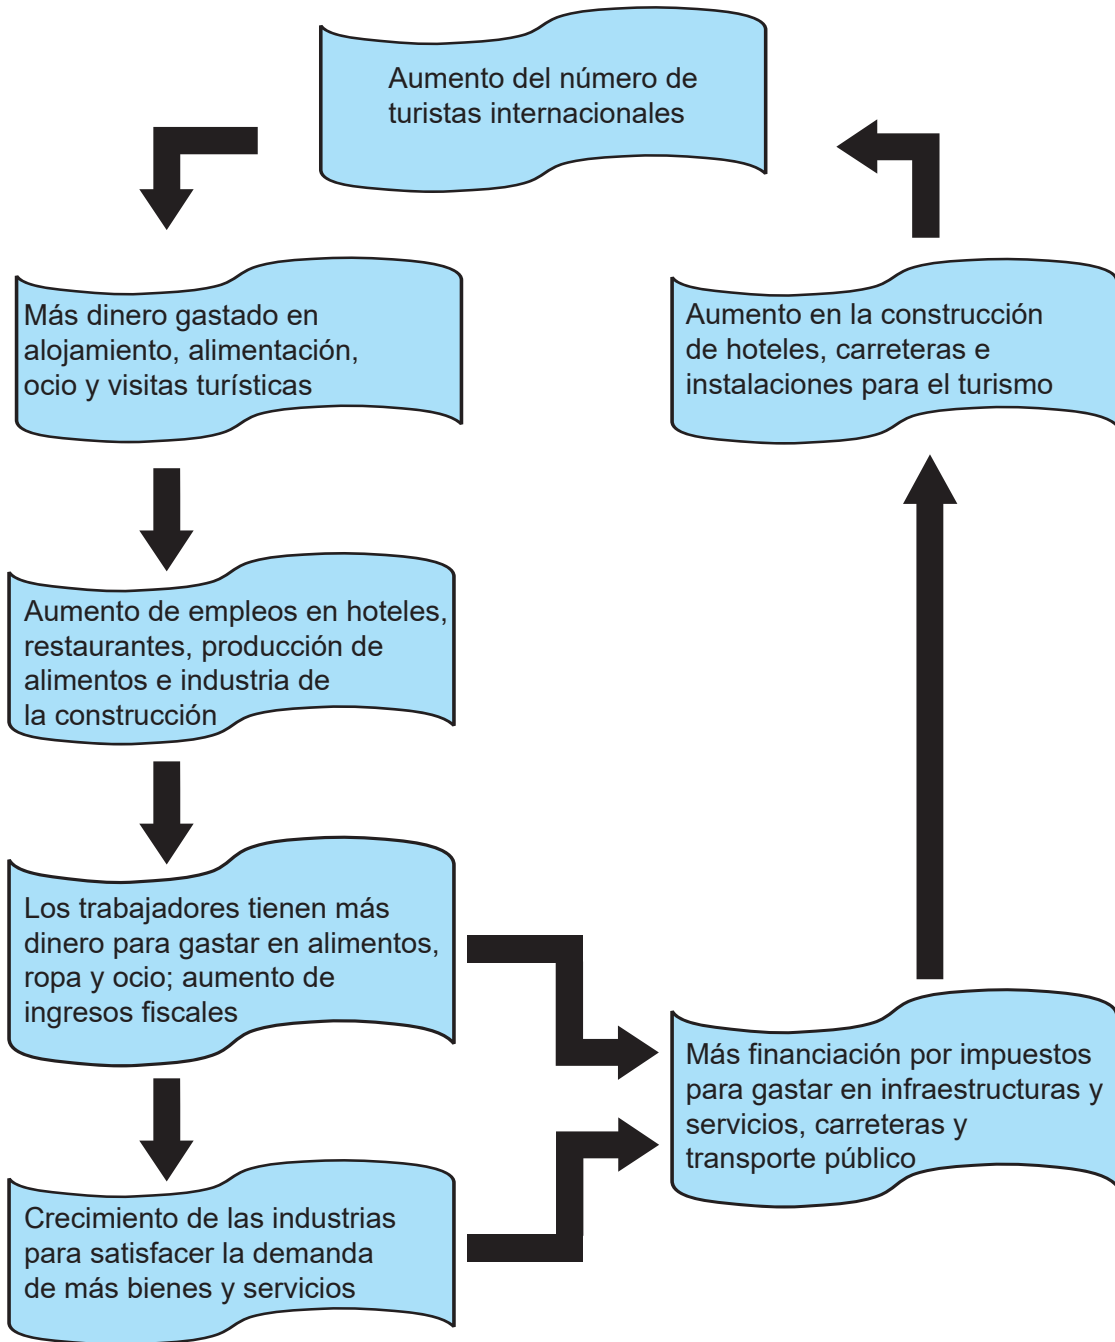 Aumento del número de
turistas internacionales
Más dinero gastado en
alojamiento, alimentación,
ocio y visitas turísticas
Aumento de empleos en hoteles,
restaurantes, producción de
alimentos e industria de
la construcción
Los trabajadores tienen más
dinero para gastar en alimentos,
ropa y ocio; aumento de
ingresos fiscales
Crecimiento de las industrias
para satisfacer la demanda
de más bienes y servicios
Más financiación por impuestos
para gastar en infraestructuras y
servicios, carreteras y
transporte público
Aumento en la construcción
de hoteles, carreteras e
instalaciones para el turismo